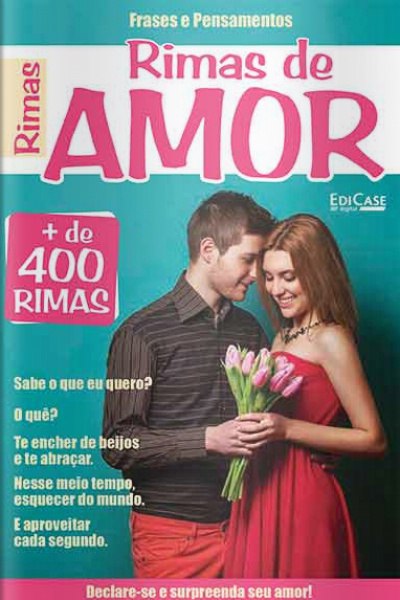 Frases e Pensamentos
Rimas
Rimas de
AMOR
EDICASE
digital
+ de
400
RIMAS
Sabe o que eu quero?
O quê?
Te encher de beijos
e te abraçar.
Nesse meio tempo,
esquecer do mundo.
E aproveitar
cada segundo.
Declare-se e surpreenda seu amor!